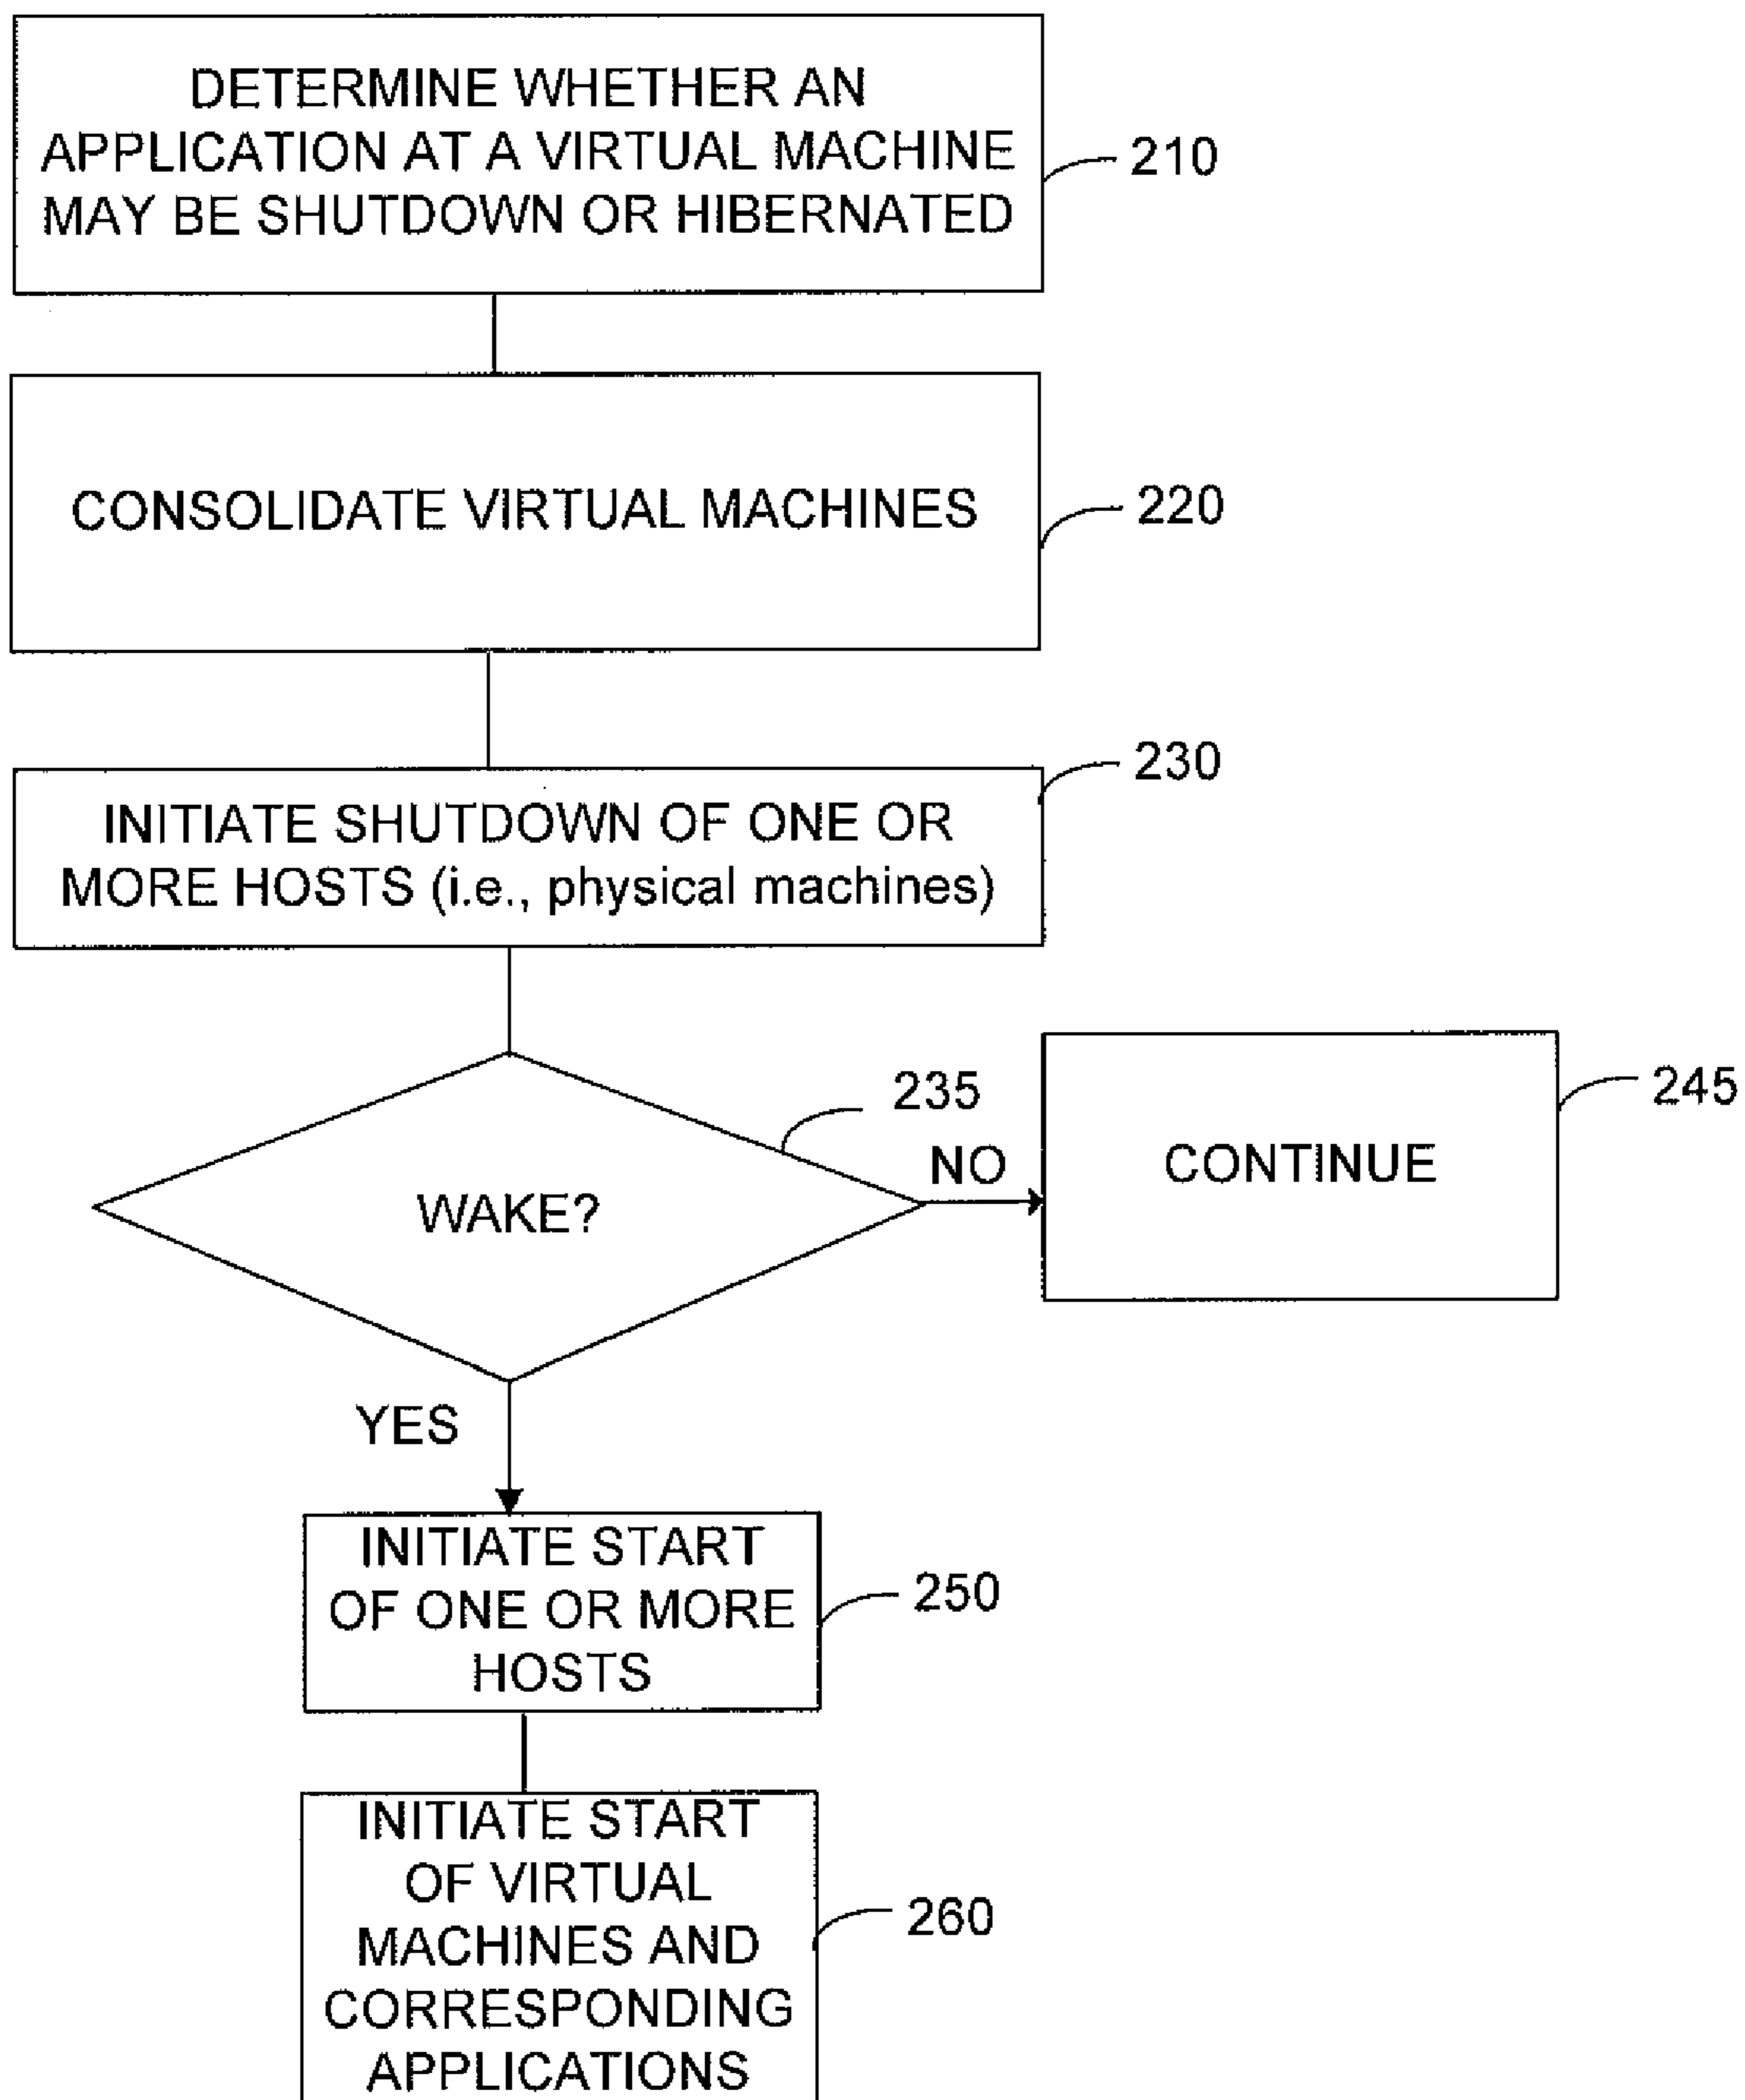 DETERMINE WHETHER AN
APPLICATION AT A VIRTUAL MACHINE
MAY BE SHUTDOWN OR HIBERNATED
210
CONSOLIDATE VIRTUAL MACHINES
220
INITIATE SHUTDOWN OF ONE OR
MORE HOSTS (i.e., physical machines)
230
WAKE?
235
NO
CONTINUE
245
YES
INITIATE START
OF ONE OR MORE
HOSTS
250
INITIATE START
OF VIRTUAL
MACHINES AND
CORRESPONDING
APPLICATIONS
260